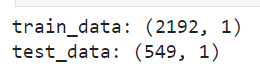 train_data: (2192, 1)
test_data: (549, 1)